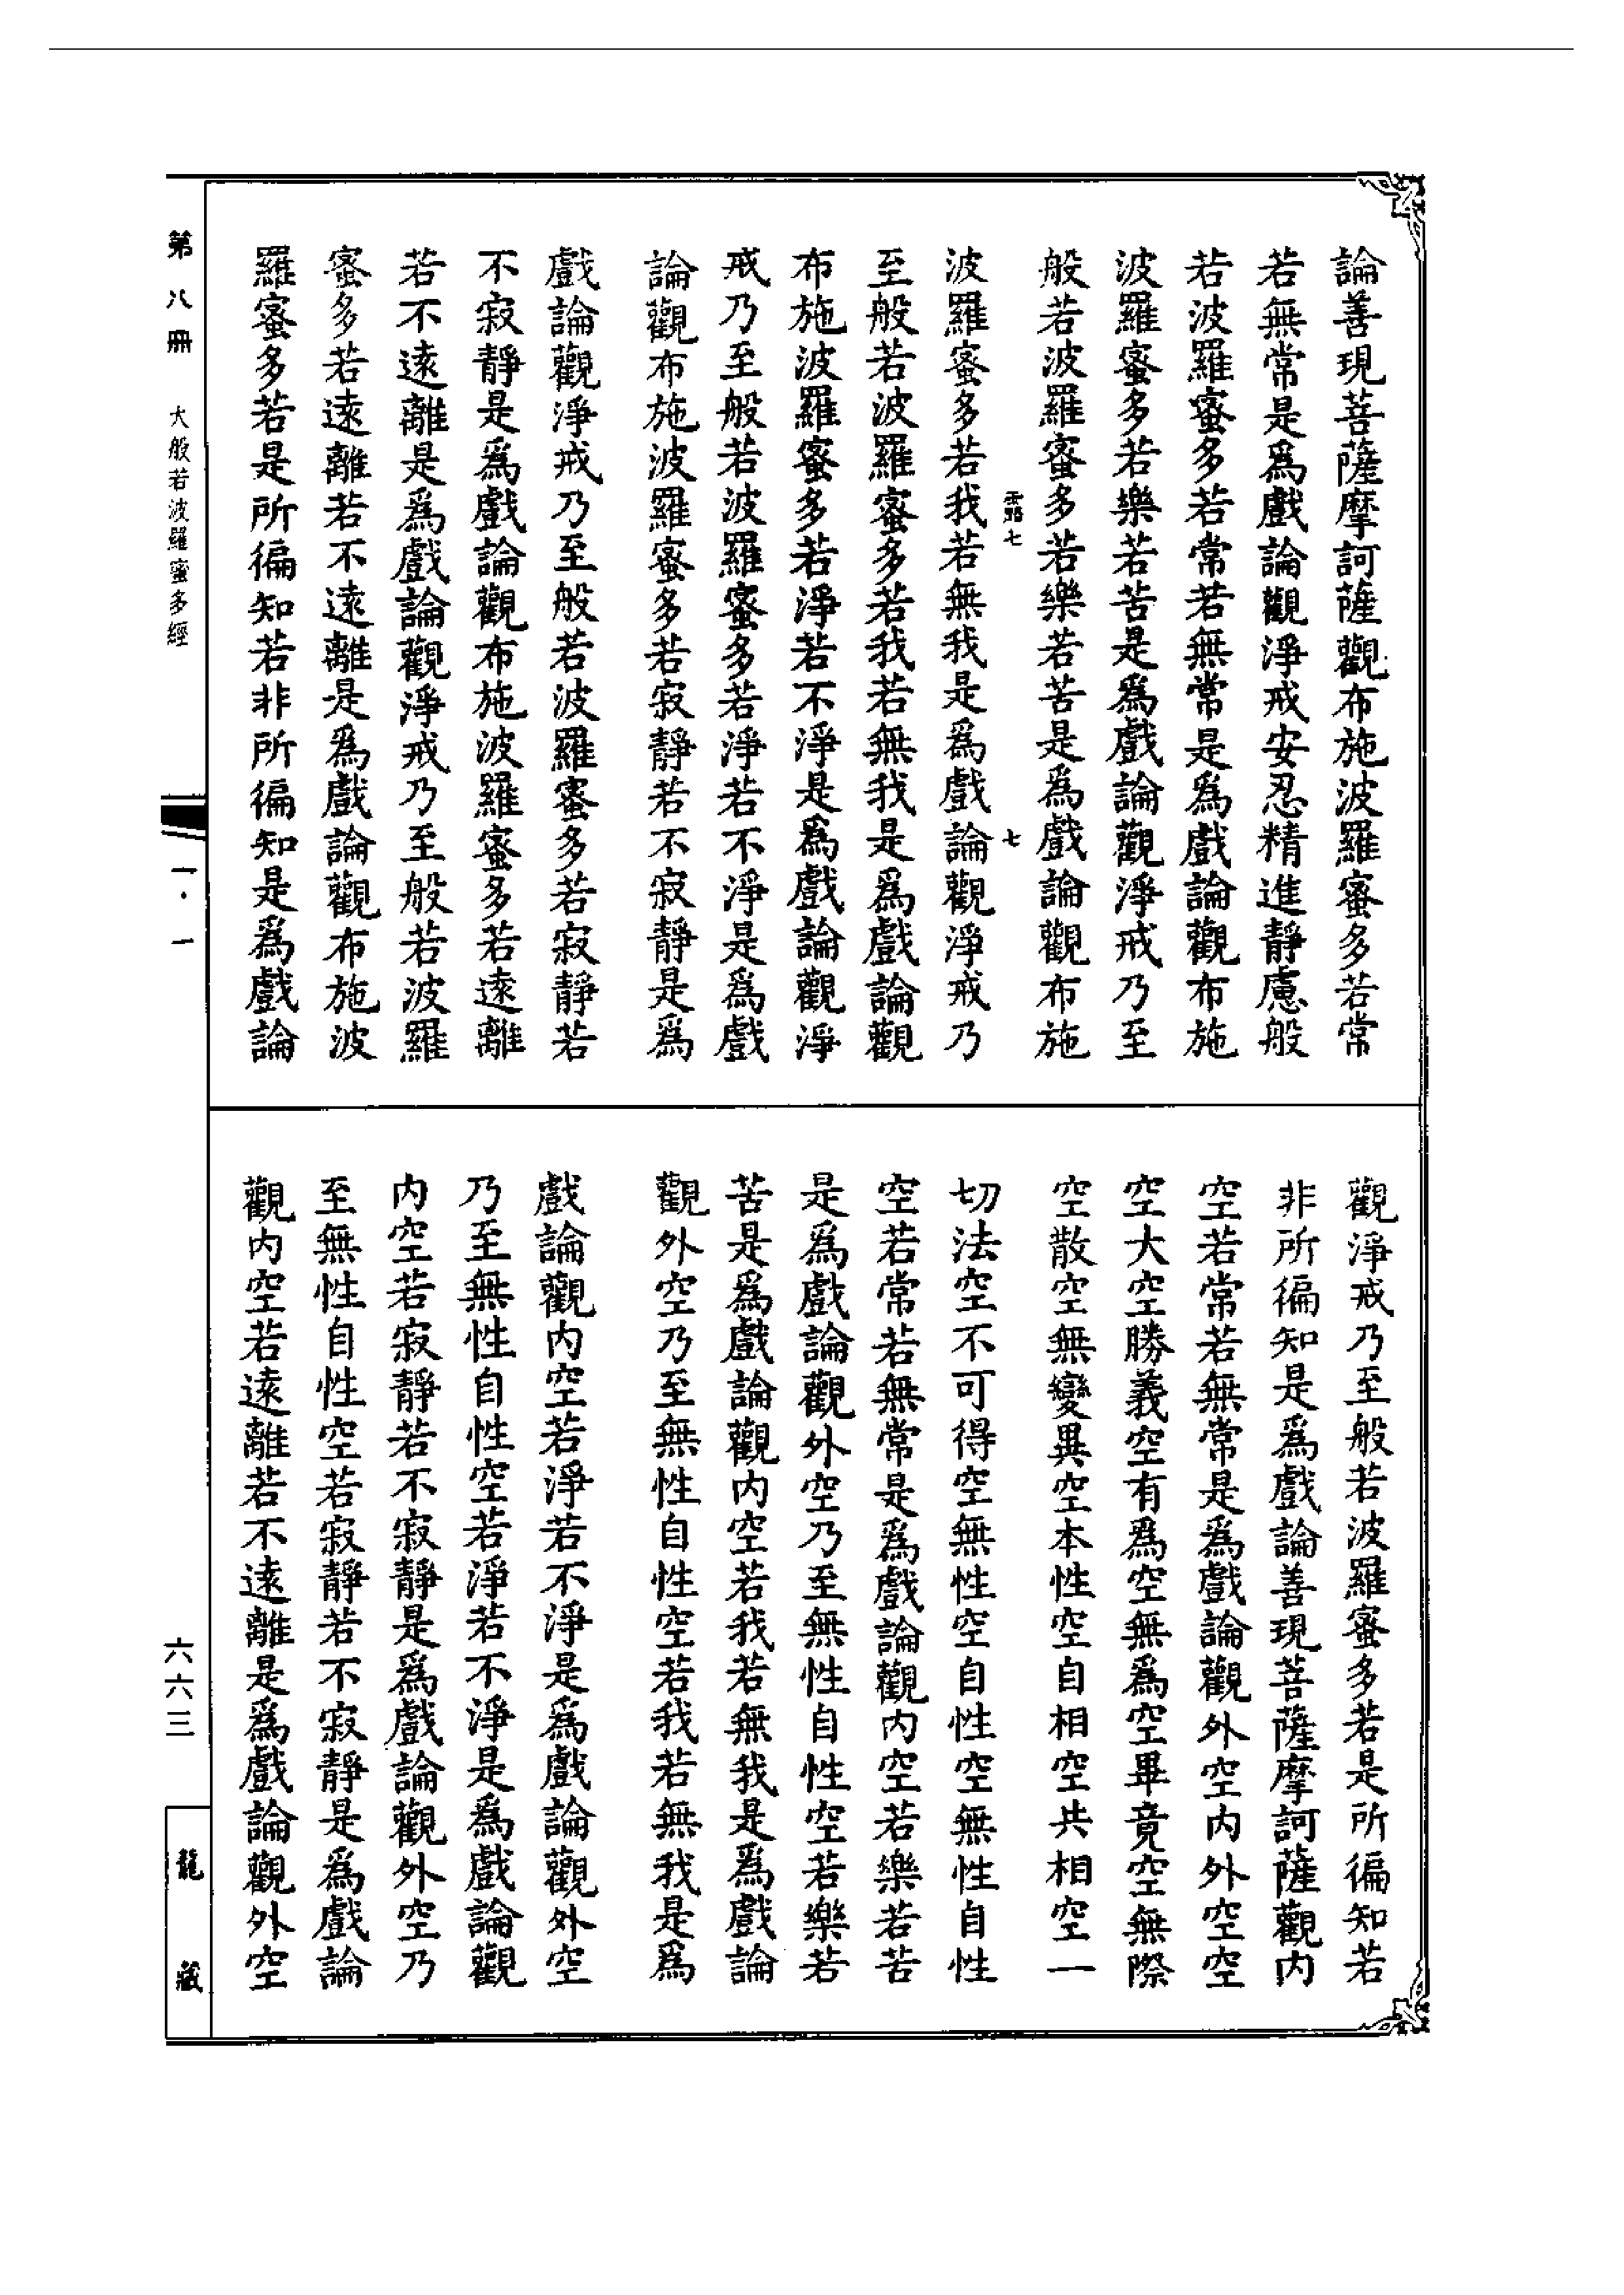 論善現菩薩摩訶薩觀布施波羅蜜多若常
若無常是爲戲論觀淨戒安忍精進靜慮般
若波羅蜜多若常若無常是爲戲論觀布施
波羅蜜多若樂若苦是爲戲論觀淨戒乃至
般若波羅蜜多若樂若苦是爲戲論觀布施
七 七
波羅蜜多若我若無我是爲戲論觀淨戒乃
至般若波羅蜜多若我若無我是爲戲論觀
布施波羅蜜多若淨若不淨是爲戲論觀淨
戒乃至般若波羅蜜多若淨若不淨是爲戲
論觀布施波羅蜜多若寂靜若不寂靜是爲
戲論觀淨戒乃至般若波羅蜜多若寂靜若
不寂靜是爲戲論觀布施波羅蜜多若遠離
若不遠離是爲戲論觀淨戒乃至般若波羅
蜜多若遠離若不遠離是爲戲論觀布施波
羅蜜多若是所徧知若非所徧知是爲戲論
觀淨戒乃至般若波羅蜜多若是所徧知若
非所徧知是爲戲論善現菩薩摩訶薩觀内
空若常若無常是爲戲論觀外空内外空空
空大空勝義空有爲空無爲空畢竟空無際
空散空無變異空本性空自相空共相空一
切法空不可得空無性空自性空無性自性
空若常若無常是爲戲論觀内空若樂若苦
是爲戲論觀外空乃至無性自性空若樂若
苦是爲戲論觀内空若我若無我是爲戲論
觀外空乃至無性自性空若我若無我是爲
戲論觀内空若淨若不淨是爲戲論觀外空
乃至無性自性空若淨若不淨是爲戲論觀
内空若寂靜若不寂靜是爲戲論觀外空乃
至無性自性空若寂靜若不寂靜是爲戲論
觀内空若遠離若不遠離是爲戲論觀外空
第八冊 大般若波羅蜜多經
一·一
六六三
龍藏